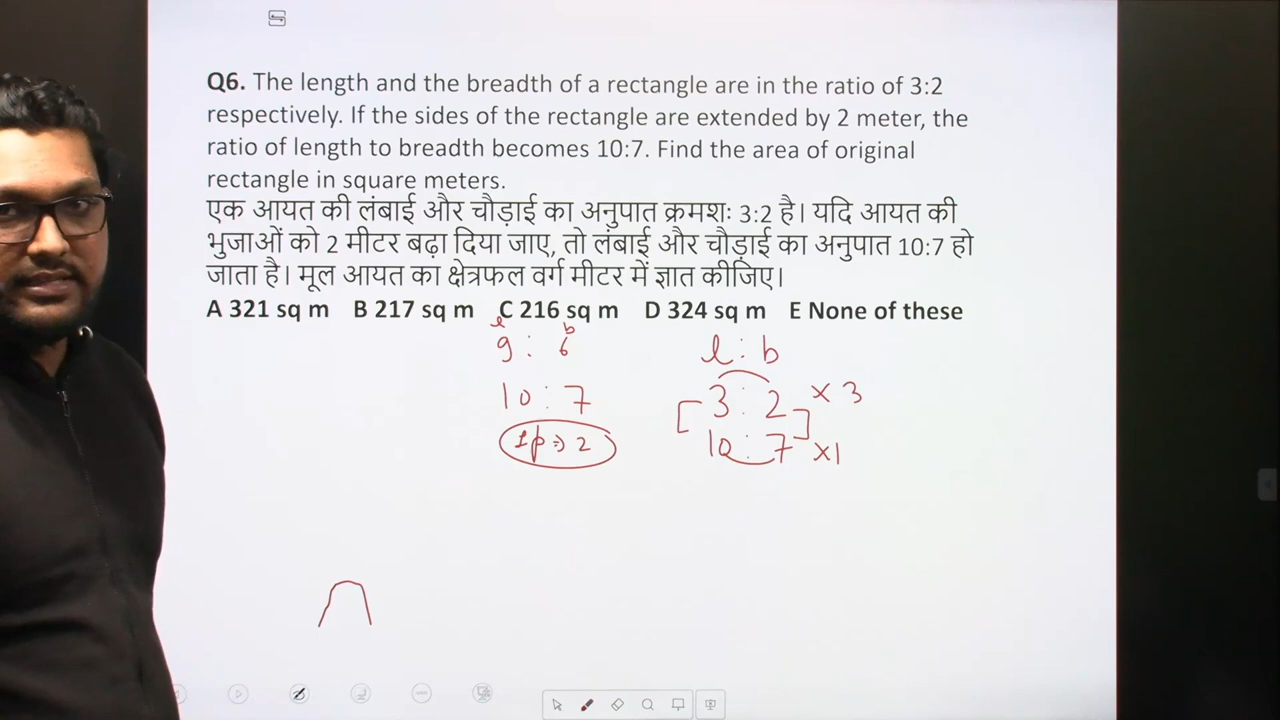 Q6. The length and the breadth of a rectangle are in the ratio of 3:2
respectively. If the sides of the rectangle are extended by 2 meter, the
ratio of length to breadth becomes 10:7. Find the area of original
rectangle in square meters.
एक आयत की लंबाई और चौड़ाई का अनुपात क्रमशः 3:2 है। यदि आयत की
भुजाओं को 2 मीटर बढ़ा दिया जाए, तो लंबाई और चौड़ाई का अनुपात 10:7 हो
जाता है। मूल आयत का क्षेत्रफल वर्ग मीटर में ज्ञात कीजिए।
A 321 sq m B 217 sq m C 216 sq m D 324 sq m E None of these
l b
9 : 6
10 : 7
1p => 2
l : b
3 : 2 × 3
10 : 7 ×1